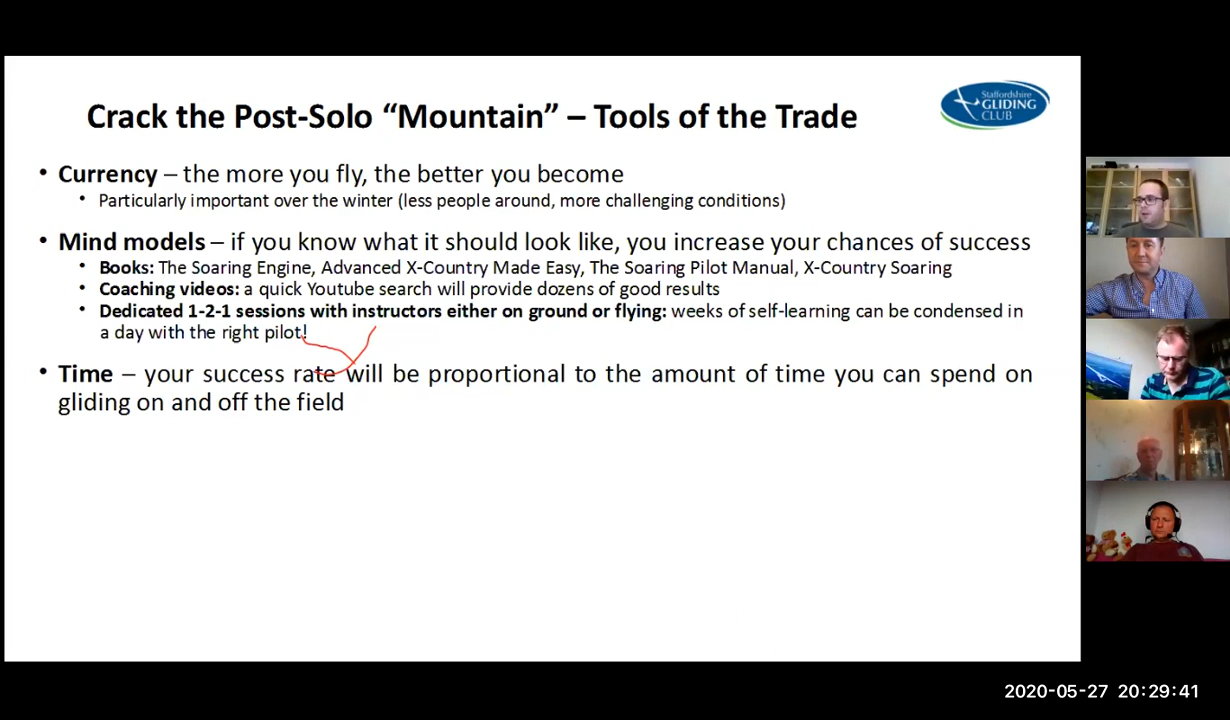 Crack the Post-Solo “Mountain” – Tools of the Trade
Staffordshire
GLIDING
CLUB
• Currency – the more you fly, the better you become
• Particularly important over the winter (less people around, more challenging conditions)
• Mind models – if you know what it should look like, you increase your chances of success
• Books: The Soaring Engine, Advanced X-Country Made Easy, The Soaring Pilot Manual, X-Country Soaring
• Coaching videos: a quick Youtube search will provide dozens of good results
• Dedicated 1-2-1 sessions with instructors either on ground or flying: weeks of self-learning can be condensed in
a day with the right pilot!
• Time – your success rate will be proportional to the amount of time you can spend on
gliding on and off the field
2020-05-27 20:29:41